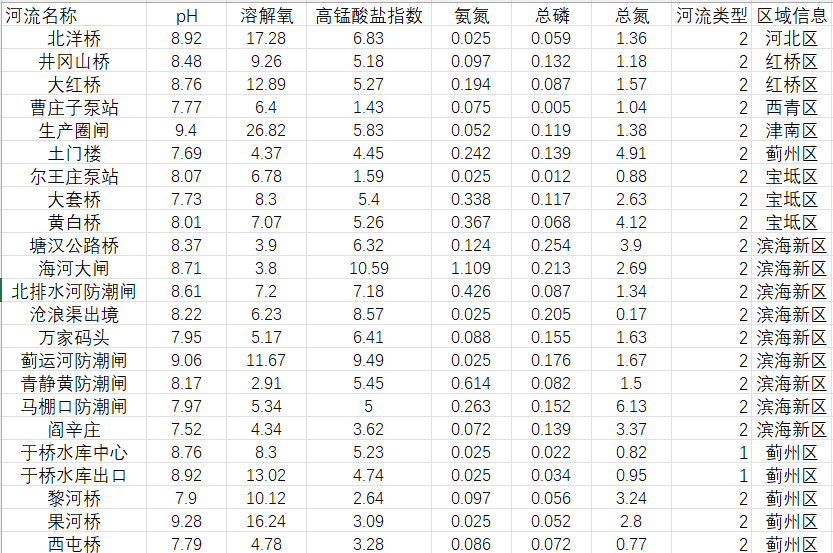 河流名称 pH 溶解氧 高锰酸盐指数 氨氮 总磷 总氮 河流类型 区域信息
北洋桥 8.92 17.28 6.83 0.025 0.059 1.36 2 河北区
井冈山桥 8.48 9.26 5.18 0.097 0.132 1.18 2 红桥区
大红桥 8.76 12.89 5.27 0.194 0.087 1.57 2 红桥区
曹庄子泵站 7.77 6.4 1.43 0.075 0.005 1.04 2 西青区
生产圈闸 9.4 26.82 5.83 0.052 0.119 1.38 2 津南区
土门楼 7.69 4.37 4.45 0.242 0.139 4.91 2 蓟州区
尔王庄泵站 8.07 6.78 1.59 0.025 0.012 0.88 2 宝坻区
大套桥 7.73 8.3 5.4 0.338 0.117 2.63 2 宝坻区
黄白桥 8.01 7.07 5.26 0.367 0.068 4.12 2 宝坻区
塘汉公路桥 8.37 3.9 6.32 0.124 0.254 3.9 2 滨海新区
海河大闸 8.71 3.8 10.59 1.109 0.213 2.69 2 滨海新区
北排水河防潮闸 8.61 7.2 7.18 0.426 0.087 1.34 2 滨海新区
沧浪渠出境 8.22 6.23 8.57 0.025 0.205 0.17 2 滨海新区
万家码头 7.95 5.17 6.41 0.088 0.155 1.63 2 滨海新区
蓟运河防潮闸 9.06 11.67 9.49 0.025 0.176 1.67 2 滨海新区
青静黄防潮闸 8.17 2.91 5.45 0.614 0.082 1.5 2 滨海新区
马棚口防潮闸 7.97 5.34 5 0.263 0.152 6.13 2 滨海新区
阎辛庄 7.52 4.34 3.62 0.072 0.139 3.37 2 滨海新区
于桥水库中心 8.76 8.3 5.23 0.025 0.022 0.82 1 蓟州区
于桥水库出口 8.92 13.02 4.74 0.025 0.034 0.95 1 蓟州区
黎河桥 7.9 10.12 2.64 0.097 0.056 3.24 2 蓟州区
果河桥 9.28 16.24 3.09 0.025 0.052 2.8 2 蓟州区
西屯桥 7.79 4.78 3.28 0.086 0.072 0.77 2 蓟州区